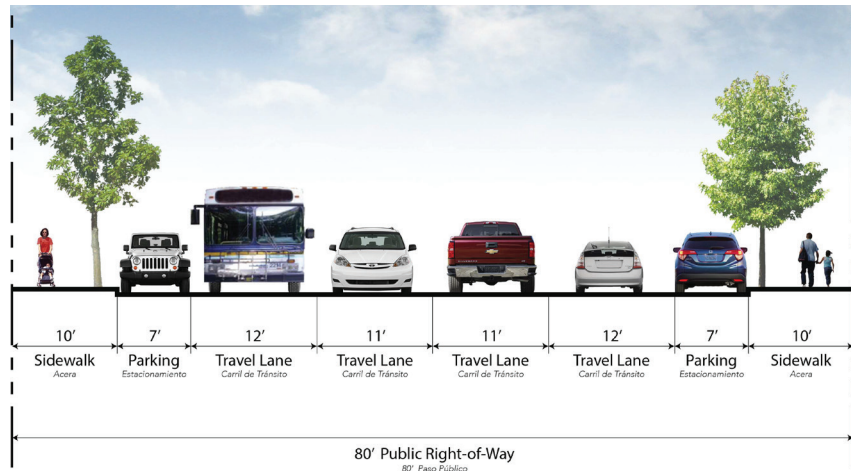 10’ 7’ 12’ 11’ 11’ 12’ 7’ 10’
Sidewalk Parking Travel Lane Travel Lane Travel Lane Travel Lane Parking Sidewalk
Acera Estacionamiento Carril de Tránsito Carril de Tránsito Carril de Tránsito Carril de Tránsito Estacionamiento Acera
80’ Public Right-of-Way
80’ Paso Público